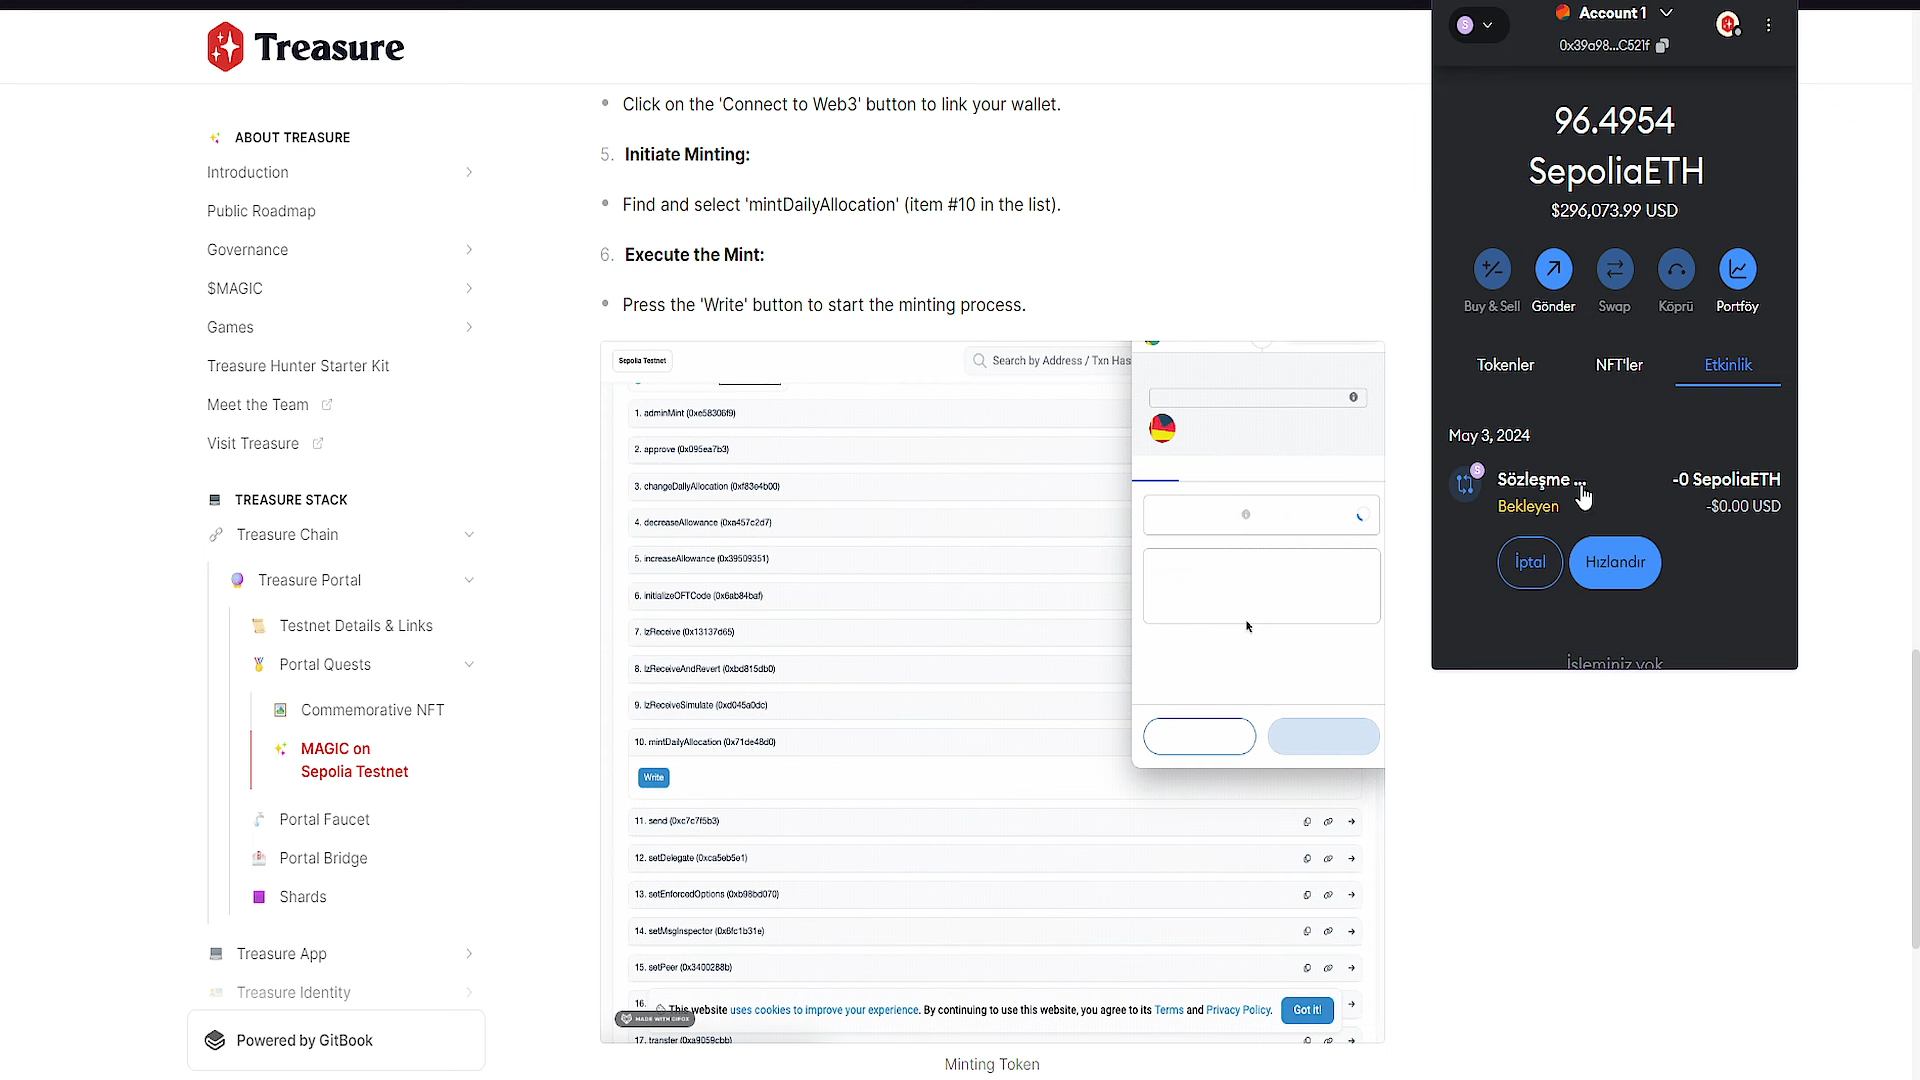 Treasure
ABOUT TREASURE
Introduction
Public Roadmap
Governance
$MAGIC
Games
Treasure Hunter Starter Kit
Meet the Team
Visit Treasure
TREASURE STACK
Treasure Chain
Treasure Portal
Testnet Details & Links
Portal Quests
Commemorative NFT
MAGIC on
Sepolia Testnet
Portal Faucet
Portal Bridge
Shards
Treasure App
Treasure Identity
Powered by GitBook
Click on the 'Connect to Web3' button to link your wallet.
5. Initiate Minting:
Find and select 'mintDailyAllocation' (item #10 in the list).
6. Execute the Mint:
Press the 'Write' button to start the minting process.
Sepolia Testnet
Search by Address / Txn Has
1. adminMint (0xe58306f9)
2. approve (0x095ea7b3)
3. changeDailyAllocation (0xf83e4b00)
4. decreaseAllowance (0xa457c2d7)
5. increaseAllowance (0x39509351)
6. initializeOFTCode (0x6ab84baf)
7. lzReceive (0x13137d65)
8. lzReceiveAndRevert (0xbd815db0)
9. lzReceiveSimulate (0xd045a0dc)
10. mintDailyAllocation (0x71de48d0)
Write
11. send (0xc7c7f5b3)
12. setDelegate (0xca5eb5e1)
13. setEnforcedOptions (0xb98bd070)
14. setMsgInspector (0x6fc1b31e)
15. setPeer (0x3400288b)
16.
This website uses cookies to improve your experience. By continuing to use this website, you agree to its Terms and Privacy Policy.
Got it!
MADE WITH GIFOX
17. transfer (0xa9059cbb)
Minting Token
S
Account 1
0x39a98...C521f
96.4954
SepoliaETH
$296,073.99 USD
Buy & Sell
Gönder
Swap
Köprü
Portföy
Tokenler
NFT'ler
Etkinlik
May 3, 2024
S
Sözleşme ...
-0 SepoliaETH
Bekleyen
-$0.00 USD
İptal
Hızlandır
İşleminiz yok